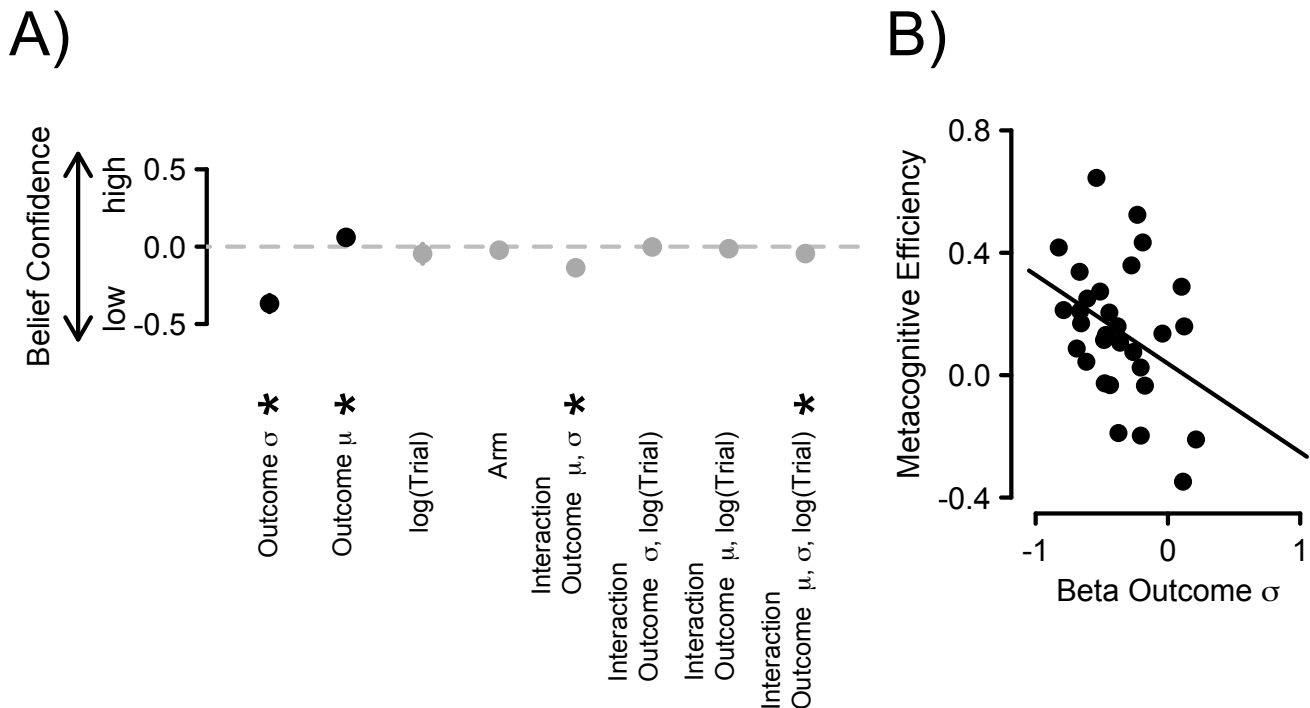 A)
Belief Confidence
low high
0.5
0.0
-0.5
* * * *
Outcome σ
Outcome μ
log(Trial)
Arm
Interaction
Outcome μ, σ
Interaction
Outcome σ, log(Trial)
Interaction
Outcome μ, log(Trial)
Interaction
Outcome μ, σ, log(Trial)
B)
Metacognitive Efficiency
0.8
0.4
0.0
-0.4
-1 0 1
Beta Outcome σ